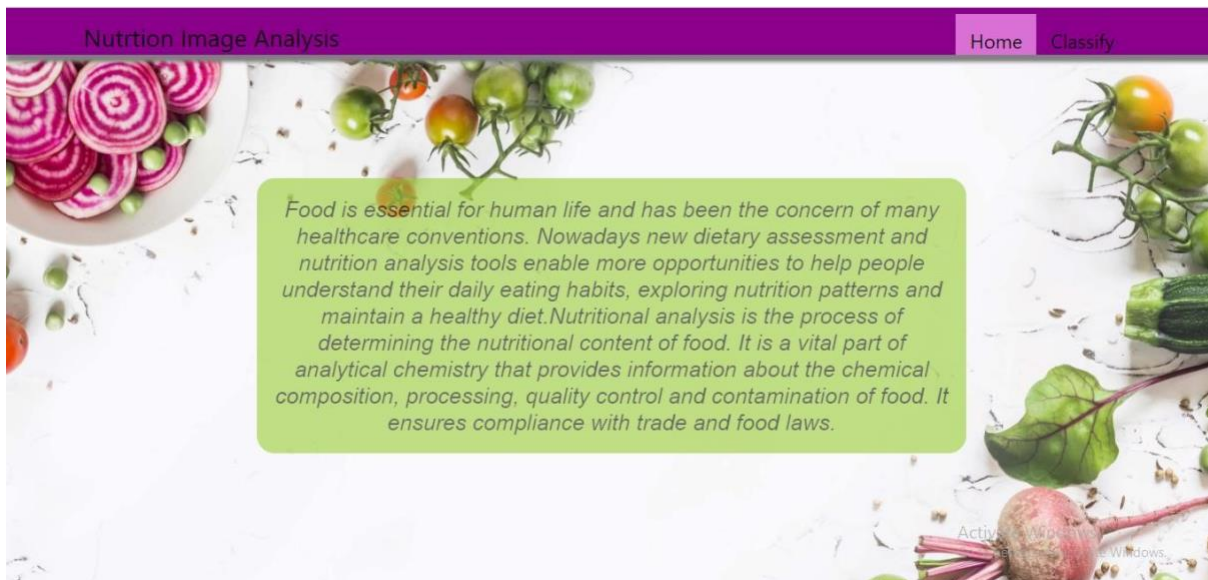 Nutrtion Image Analysis
Home
Classify
Food is essential for human life and has been the concern of many
healthcare conventions. Nowadays new dietary assessment and
nutrition analysis tools enable more opportunities to help people
understand their daily eating habits, exploring nutrition patterns and
maintain a healthy diet.Nutritional analysis is the process of
determining the nutritional content of food. It is a vital part of
analytical chemistry that provides information about the chemical
composition, processing, quality control and contamination of food. It
ensures compliance with trade and food laws.
Windows.